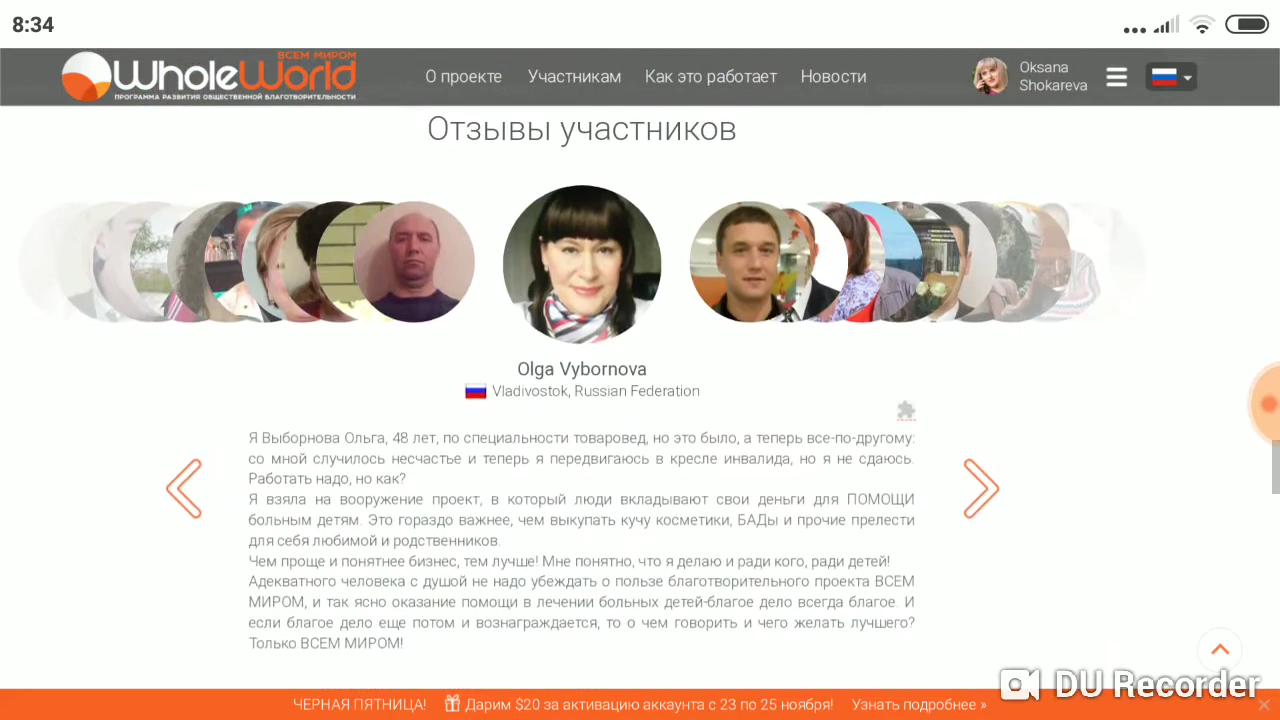 8:34
ВСЕМ МИРОМ
WholeWorld
ПРОГРАММА РАЗВИТИЯ ОБЩЕСТВЕННОЙ БЛАГОТВОРИТЕЛЬНОСТИ
О проекте Участникам Как это работает Новости
Oksana
Shokareva
Отзывы участников
Olga Vybornova
Vladivostok, Russian Federation
Я Выборнова Ольга, 48 лет, по специальности товаровед, но это было, а теперь все-по-другому:
со мной случилось несчастье и теперь я передвигаюсь в кресле инвалида, но я не сдаюсь.
Работать надо, но как?
Я взяла на вооружение проект, в который люди вкладывают свои деньги для ПОМОЩИ
больным детям. Это гораздо важнее, чем выкупать кучу косметики, БАДы и прочие прелести
для себя любимой и родственников.
Чем проще и понятнее бизнес, тем лучше! Мне понятно, что я делаю и ради кого, ради детей!
Адекватного человека с душой не надо убеждать о пользе благотворительного проекта ВСЕМ
МИРОМ, и так ясно оказание помощи в лечении больных детей-благое дело всегда благое. И
если благое дело еще потом и вознаграждается, то о чем говорить и чего желать лучшего?
Только ВСЕМ МИРОМ!
DU Recorder
ЧЕРНАЯ ПЯТНИЦА! Дарим $20 за активацию аккаунта с 23 по 25 ноября! Узнать подробнее »